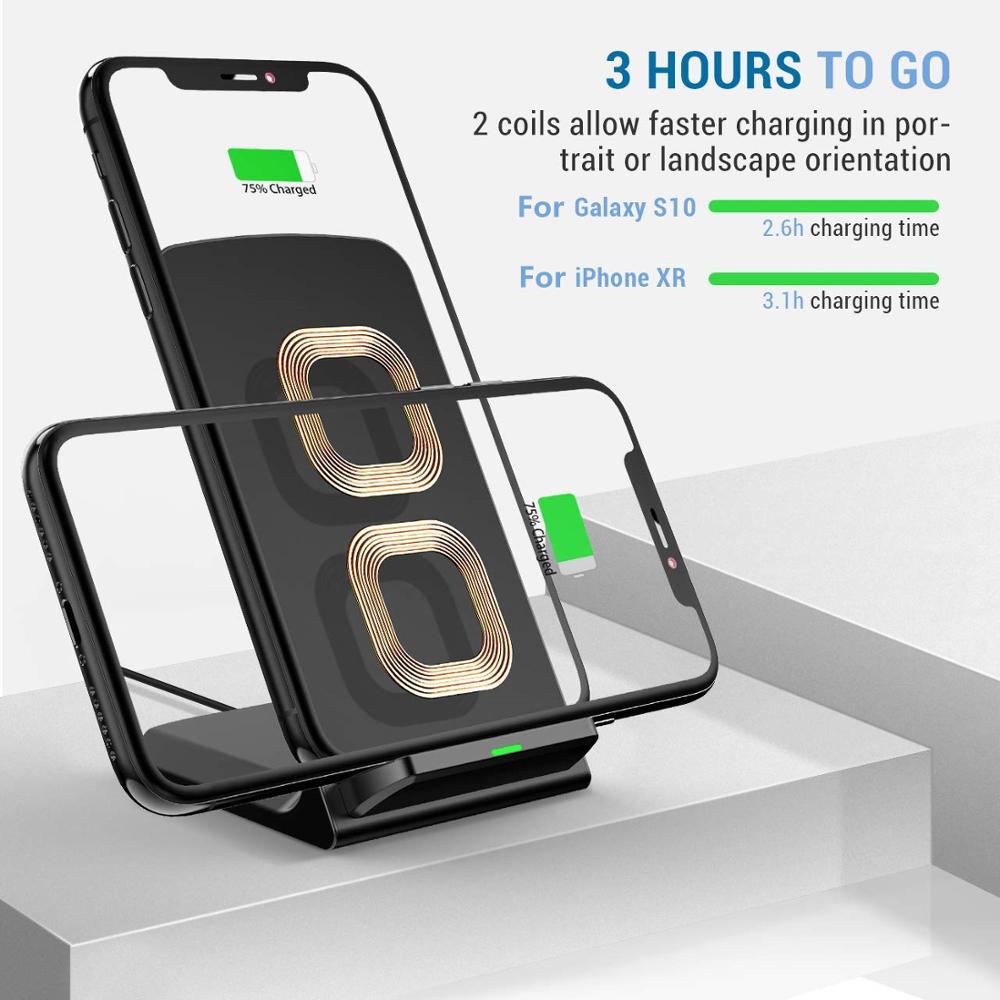 3 HOURS TO GO
2 coils allow faster charging in por-
trait or landscape orientation
For Galaxy S10
2.6h charging time
For iPhone XR
3.1h charging time
75% Charged
75% Charged